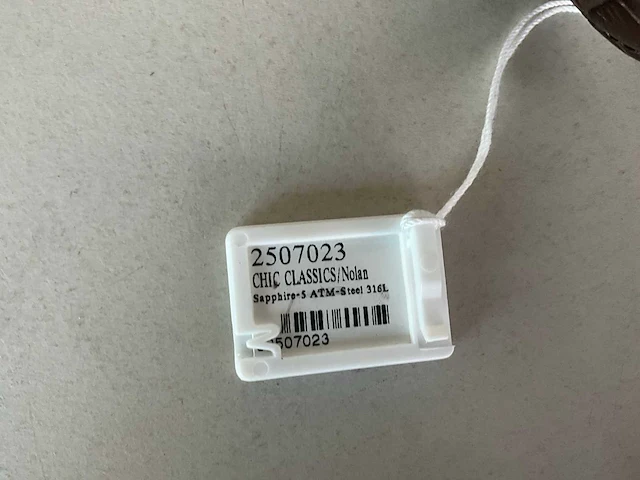 2507023
CHIC CLASSICS/Nolan
Sapphire-5 ATM-Steel 316L
507023